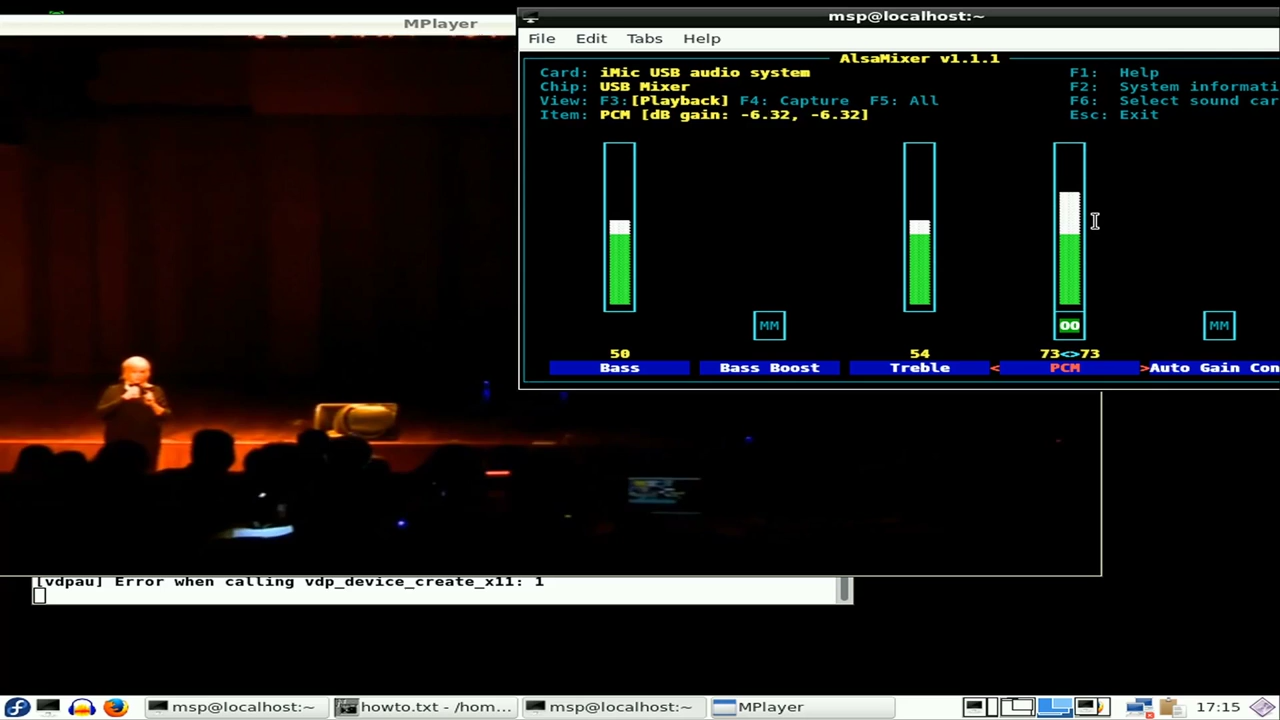 MPlayer
msp@localhost:~
File Edit Tabs Help
AlsaMixer v1.1.1
Card: iMic USB audio system F1: Help
Chip: USB Mixer F2: System informati
View: F3:[Playback] F4: Capture F5: All F6: Select sound car
Item: PCM [dB gain: -6.32, -6.32] Esc: Exit
MM OO MM
50 54 73<>73
Bass Bass Boost Treble < PCM >Auto Gain Con
[vdpau] Error when calling vdp_device_create_x11: 1
msp@localhost:~ howto.txt - /hom... msp@localhost:~ MPlayer 17:15